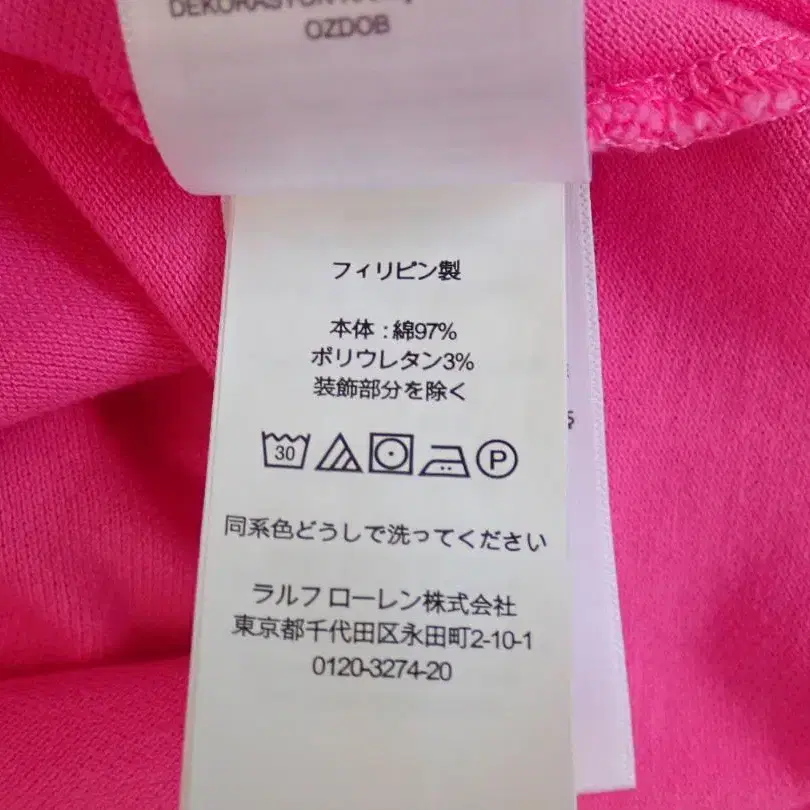 OZDOB
フィリピン製
本体 : 綿97%
ポリウレタン3%
装飾部分を除く
30
P
同系色どうしで洗ってください
ラルフ ローレン株式会社
東京都千代田区永田町2-10-1
0120-3274-20